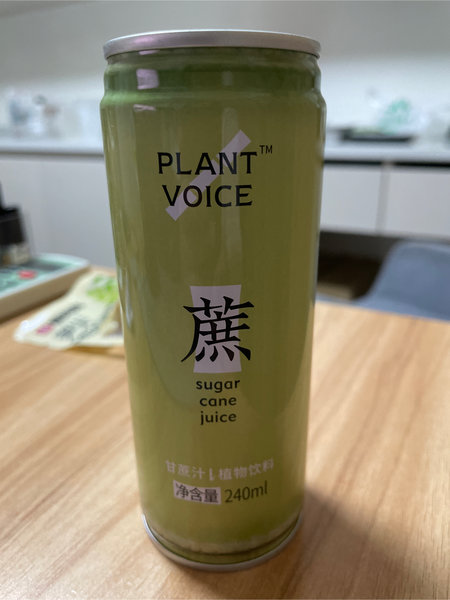 PLANT™
VOICE
蔗
sugar
cane
juice
甘蔗汁 | 植物饮料
净含量 240ml